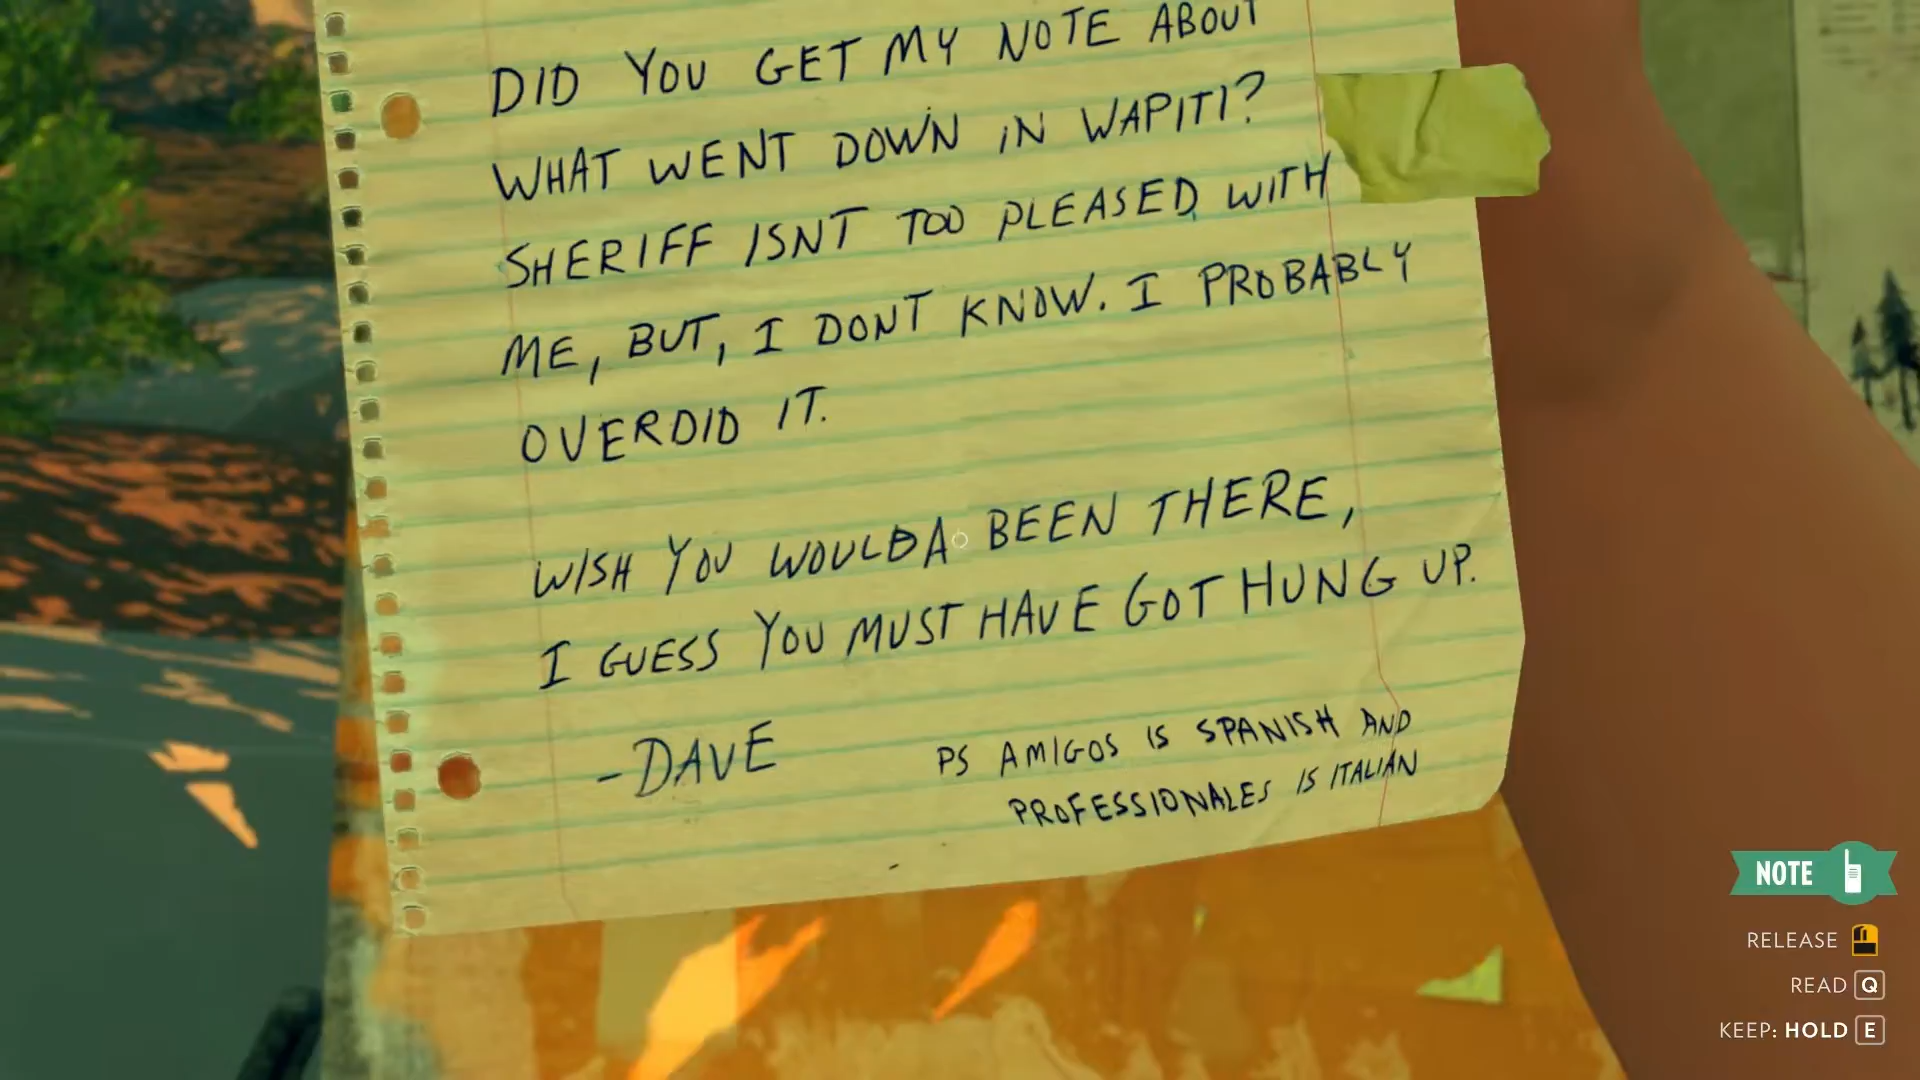 DID YOU GET MY NOTE ABOUT
WHAT WENT DOWN IN WAPITI?
SHERIFF ISNT TOO PLEASED WITH
ME, BUT, I DONT KNOW. I PROBABLY
OVERDID IT.
WISH YOU WOULDA BEEN THERE,
I GUESS YOU MUST HAVE GOT HUNG UP.
-DAVE
PS AMIGOS IS SPANISH AND
PROFESSIONALES IS ITALIAN
NOTE
RELEASE
READ Q
KEEP: HOLD E